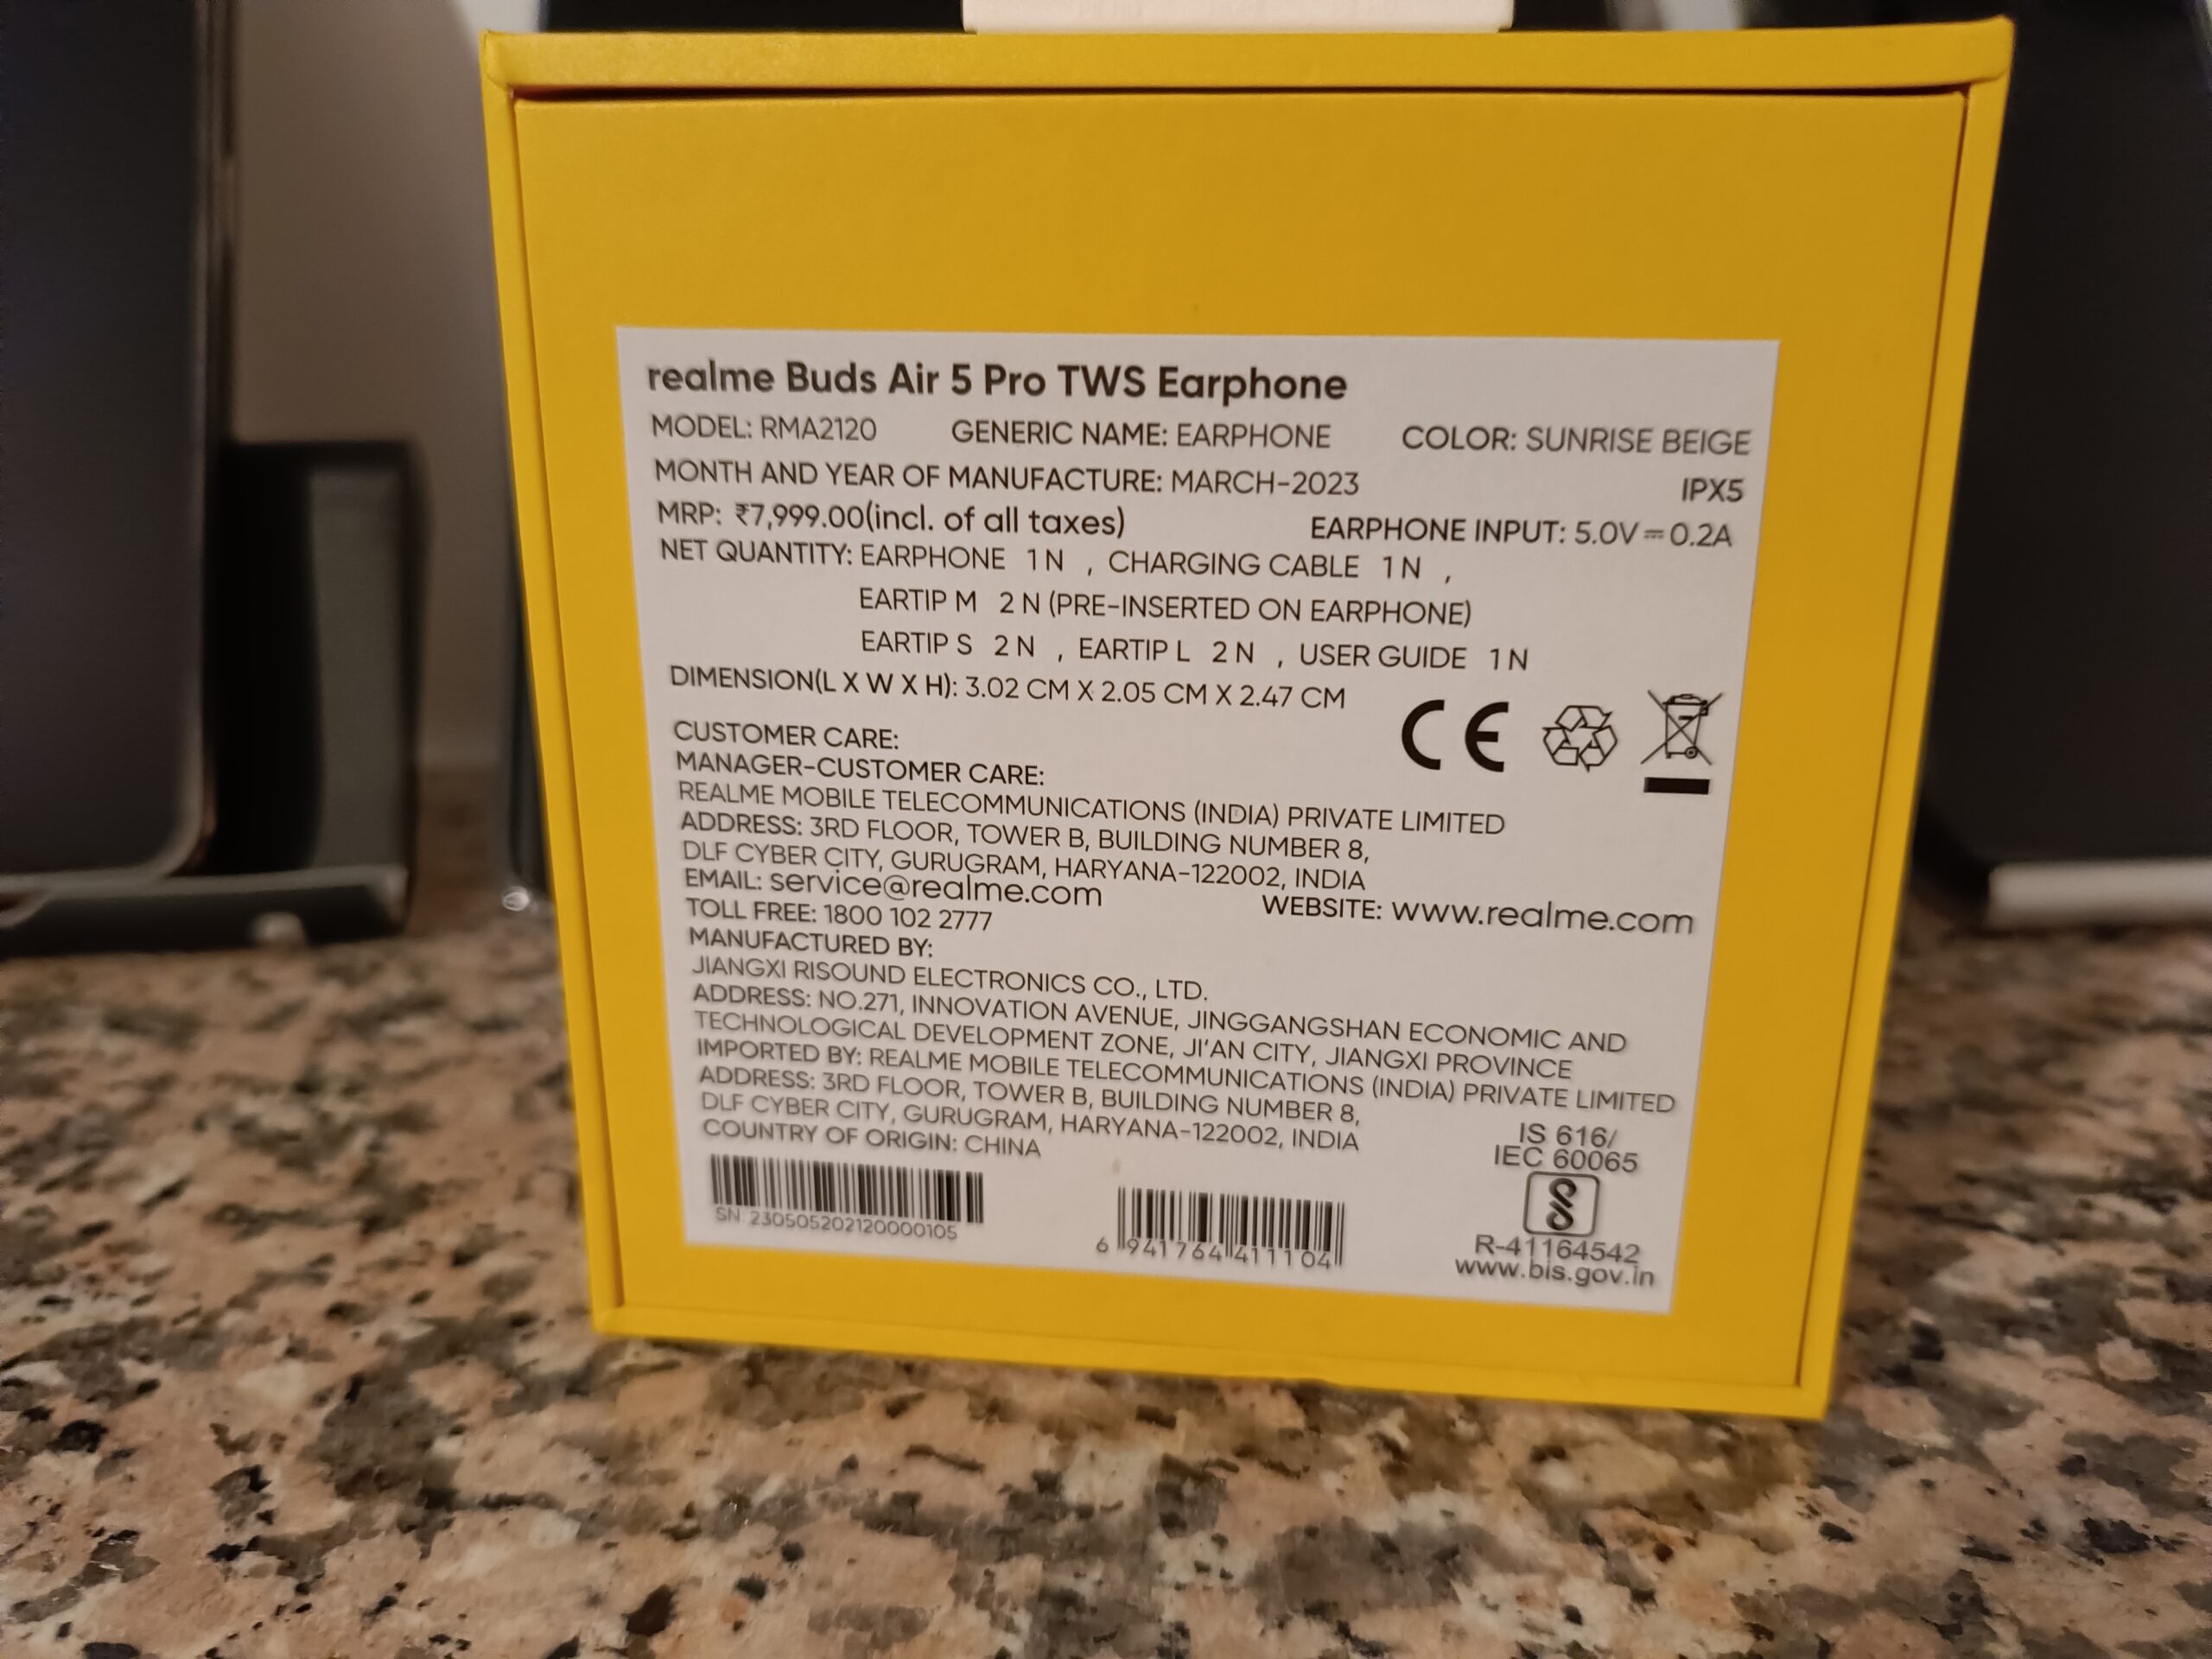 realme Buds Air 5 Pro TWS Earphone
MODEL: RMA2120 GENERIC NAME: EARPHONE COLOR: SUNRISE BEIGE
MONTH AND YEAR OF MANUFACTURE: MARCH-2023 IPX5
MRP: ₹7,999.00(incl. of all taxes) EARPHONE INPUT: 5.0V⎓0.2A
NET QUANTITY: EARPHONE 1 N , CHARGING CABLE 1 N ,
EARTIP M 2 N (PRE-INSERTED ON EARPHONE)
EARTIP S 2 N , EARTIP L 2 N , USER GUIDE 1 N
DIMENSION(L X W X H): 3.02 CM X 2.05 CM X 2.47 CM
CE
CUSTOMER CARE:
MANAGER-CUSTOMER CARE:
REALME MOBILE TELECOMMUNICATIONS (INDIA) PRIVATE LIMITED
ADDRESS: 3RD FLOOR, TOWER B, BUILDING NUMBER 8,
DLF CYBER CITY, GURUGRAM, HARYANA-122002, INDIA
EMAIL: service@realme.com WEBSITE: www.realme.com
TOLL FREE: 1800 102 2777
MANUFACTURED BY:
JIANGXI RISOUND ELECTRONICS CO., LTD.
ADDRESS: NO.271, INNOVATION AVENUE, JINGGANGSHAN ECONOMIC AND
TECHNOLOGICAL DEVELOPMENT ZONE, JI'AN CITY, JIANGXI PROVINCE
IMPORTED BY: REALME MOBILE TELECOMMUNICATIONS (INDIA) PRIVATE LIMITED
ADDRESS: 3RD FLOOR, TOWER B, BUILDING NUMBER 8,
DLF CYBER CITY, GURUGRAM, HARYANA-122002, INDIA
COUNTRY OF ORIGIN: CHINA
IS 616/
IEC 60065
SN: 230505202120000105
6 941764 411104
R-41164542
www.bis.gov.in